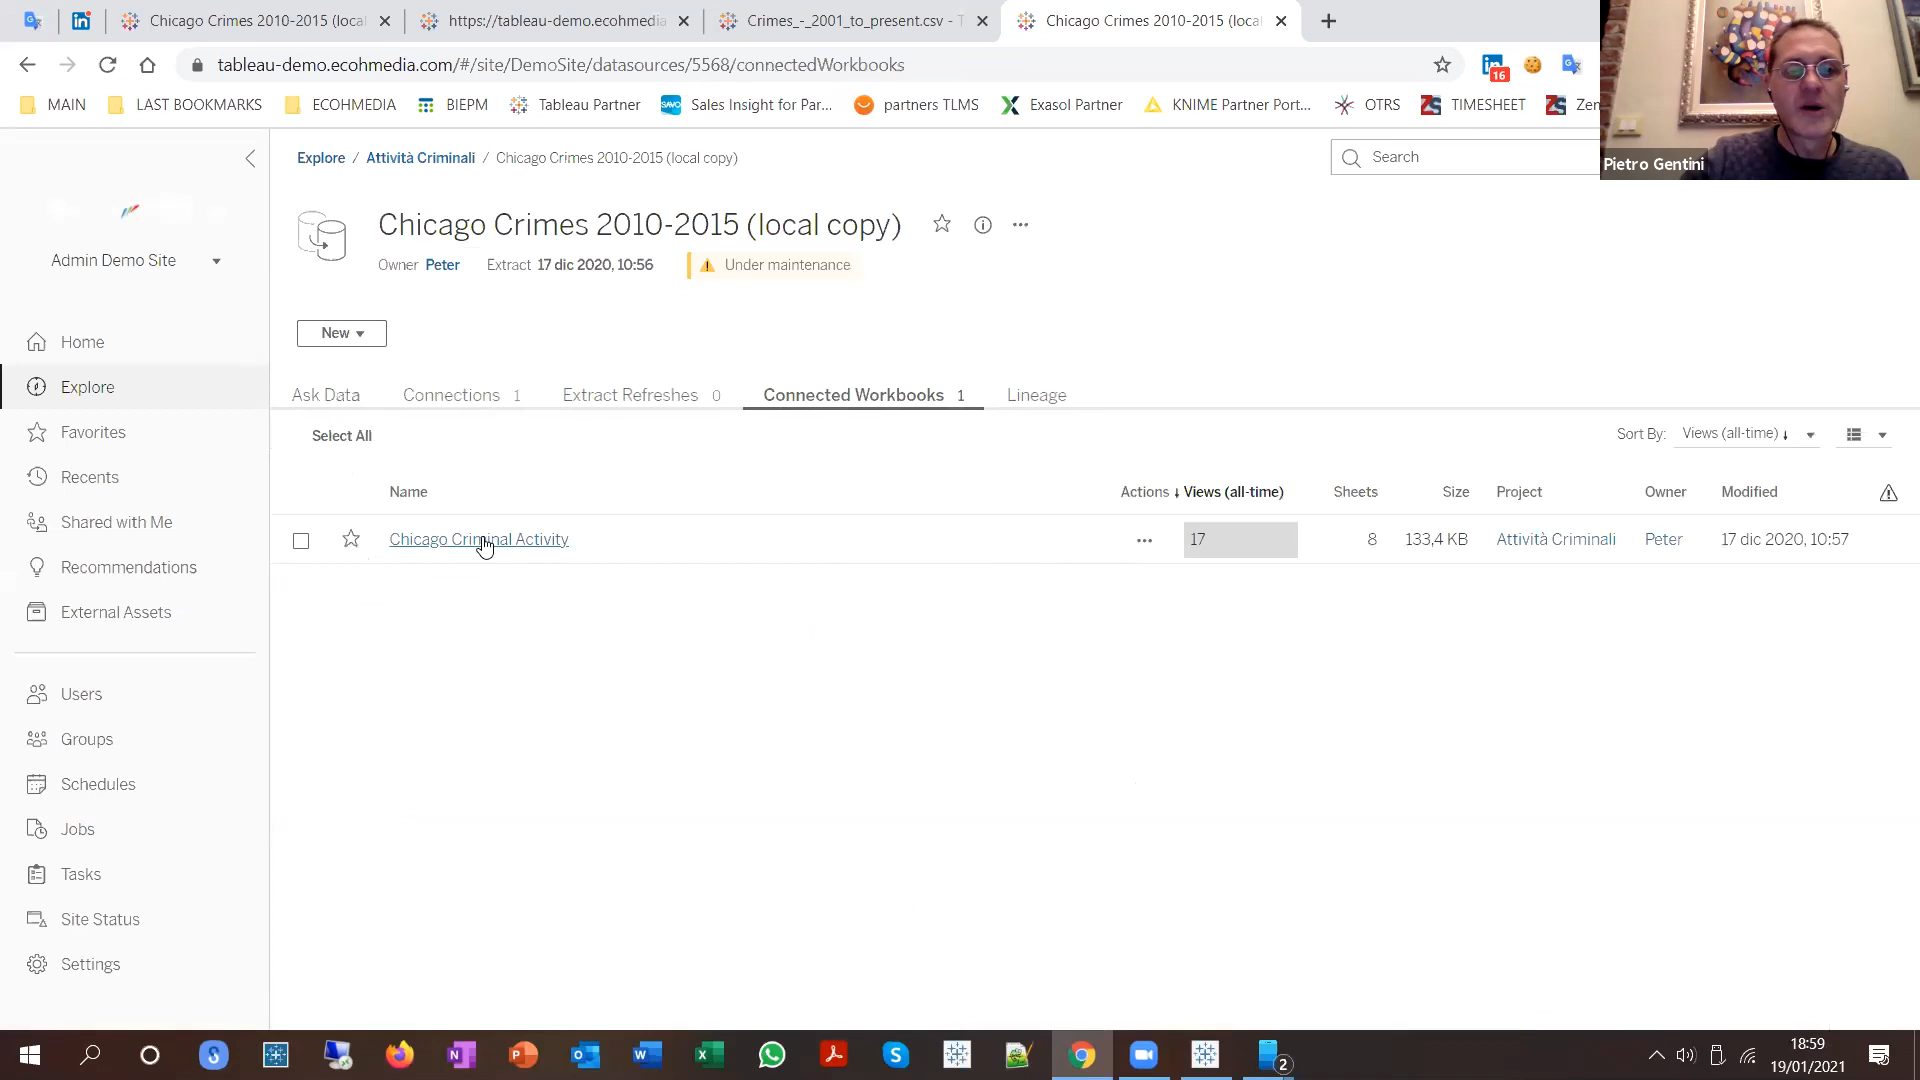 Chicago Crimes 2010-2015 (local
https://tableau-demo.ecohmedia
Crimes_-_2001_to_present.csv - T
Chicago Crimes 2010-2015 (local
tableau-demo.ecohmedia.com/#/site/DemoSite/datasources/5568/connectedWorkbooks
16
MAIN
LAST BOOKMARKS
ECOHMEDIA
BIEPM
Tableau Partner
SAVO
Sales Insight for Par...
partners TLMS
Exasol Partner
KNIME Partner Port...
OTRS
TIMESHEET
Zen
Pietro Gentini
Explore / Attività Criminali / Chicago Crimes 2010-2015 (local copy)
Search
Chicago Crimes 2010-2015 (local copy)
Owner Peter Extract 17 dic 2020, 10:56 Under maintenance
Admin Demo Site
New
Home
Explore
Favorites
Recents
Shared with Me
Recommendations
External Assets
Users
Groups
Schedules
Jobs
Tasks
Site Status
Settings
Ask Data Connections 1 Extract Refreshes 0 Connected Workbooks 1 Lineage
Select All
Sort By: Views (all-time) ↓
Name Actions ↓ Views (all-time) Sheets Size Project Owner Modified
Chicago Criminal Activity ••• 17 8 133,4 KB Attività Criminali Peter 17 dic 2020, 10:57
2
18:59
19/01/2021